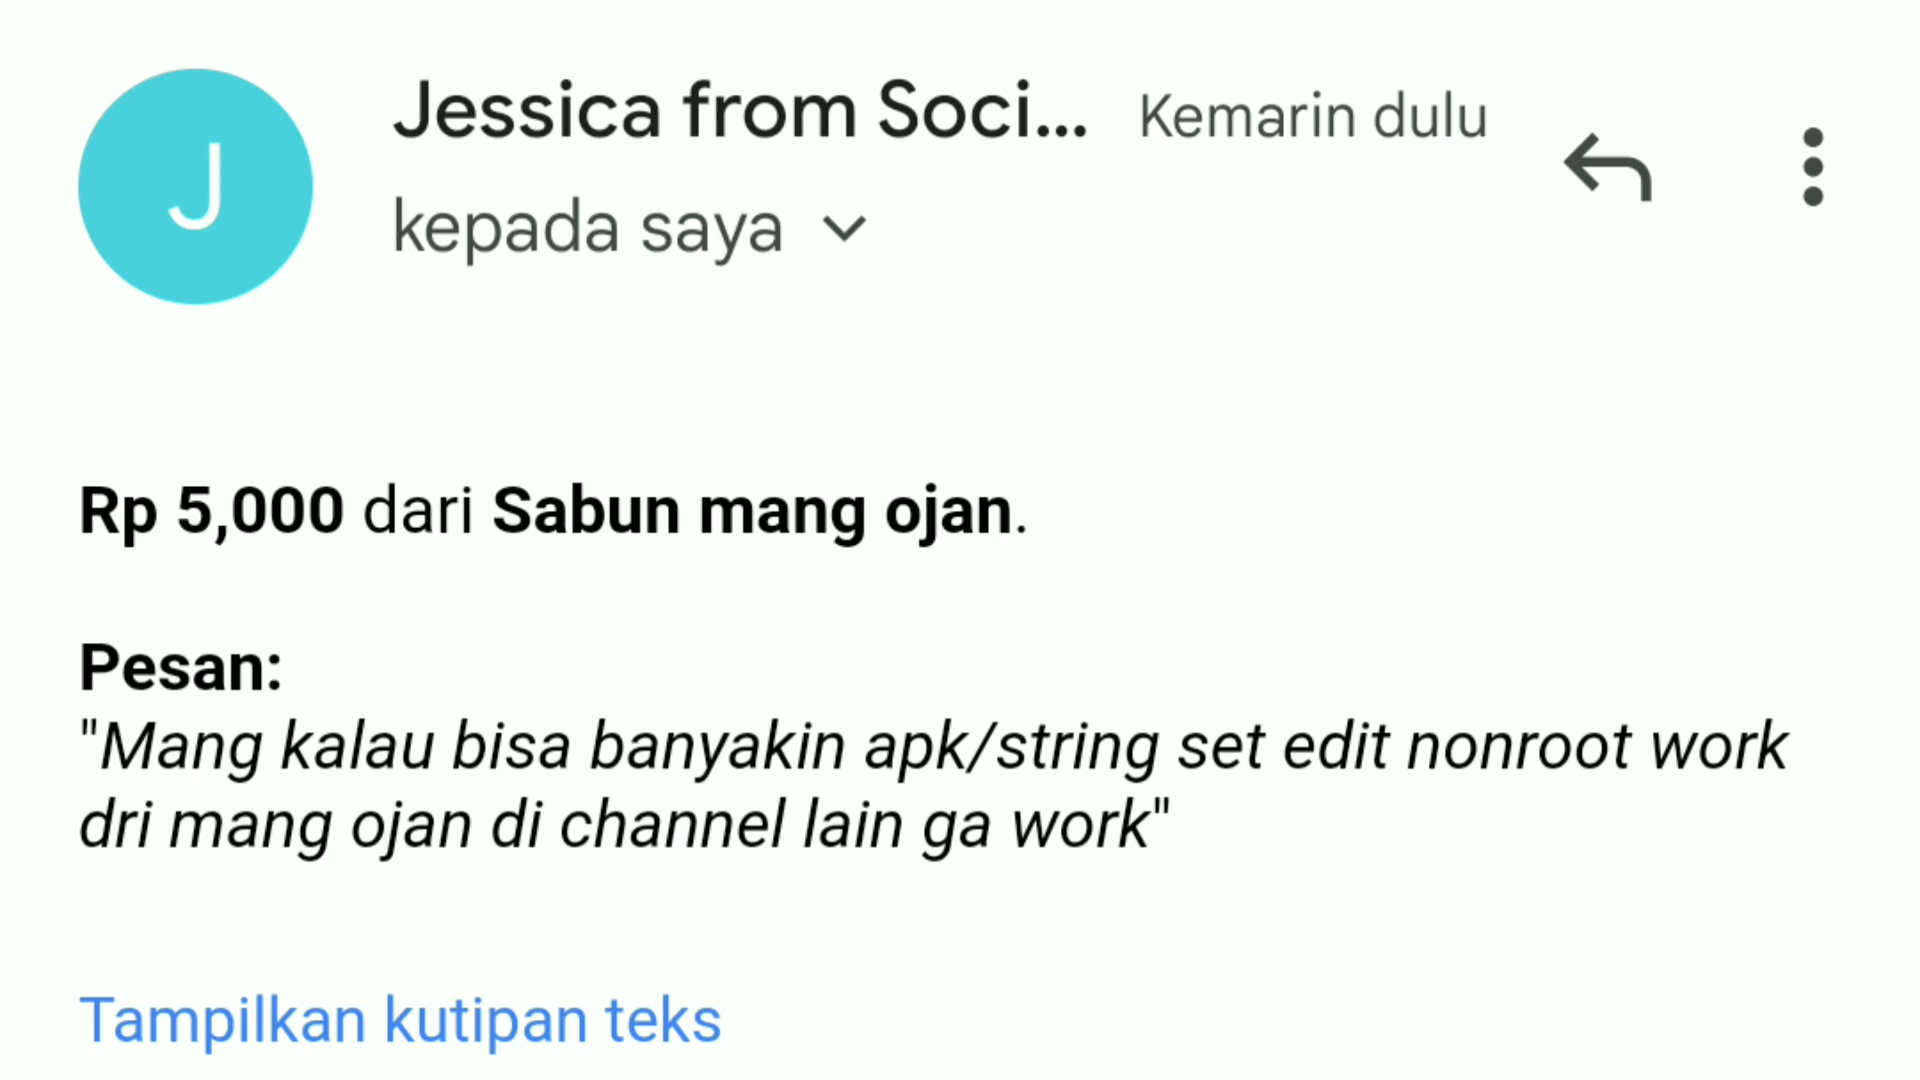 J
Jessica from Soci... Kemarin dulu
kepada saya
Rp 5,000 dari Sabun mang ojan.
Pesan:
"Mang kalau bisa banyakin apk/string set edit nonroot work
dri mang ojan di channel lain ga work"
Tampilkan kutipan teks